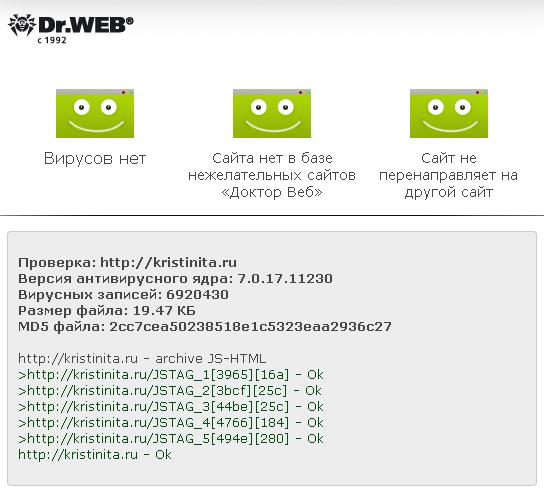 Dr.WEB®
с 1992
Вирусов нет
Сайта нет в базе
нежелательных сайтов
«Доктор Веб»
Сайт не
перенаправляет на
другой сайт
Проверка: http://kristinita.ru
Версия антивирусного ядра: 7.0.17.11230
Вирусных записей: 6920430
Размер файла: 19.47 КБ
MD5 файла: 2cc7cea50238518e1c5323eaa2936c27
http://kristinita.ru - archive JS-HTML
>http://kristinita.ru/JSTAG_1[3965][16a] - Ok
>http://kristinita.ru/JSTAG_2[3bcf][25c] - Ok
>http://kristinita.ru/JSTAG_3[44be][25c] - Ok
>http://kristinita.ru/JSTAG_4[4766][184] - Ok
>http://kristinita.ru/JSTAG_5[494e][280] - Ok
http://kristinita.ru - Ok